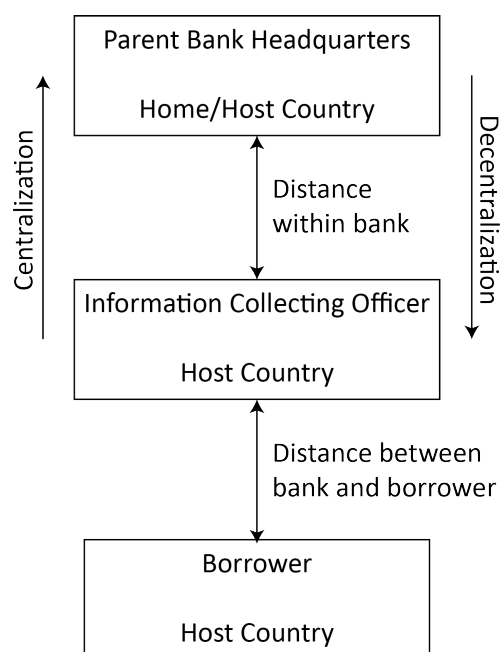 Parent Bank Headquarters
Home/Host Country
Centralization
Decentralization
Distance
within bank
Information Collecting Officer
Host Country
Distance between
bank and borrower
Borrower
Host Country